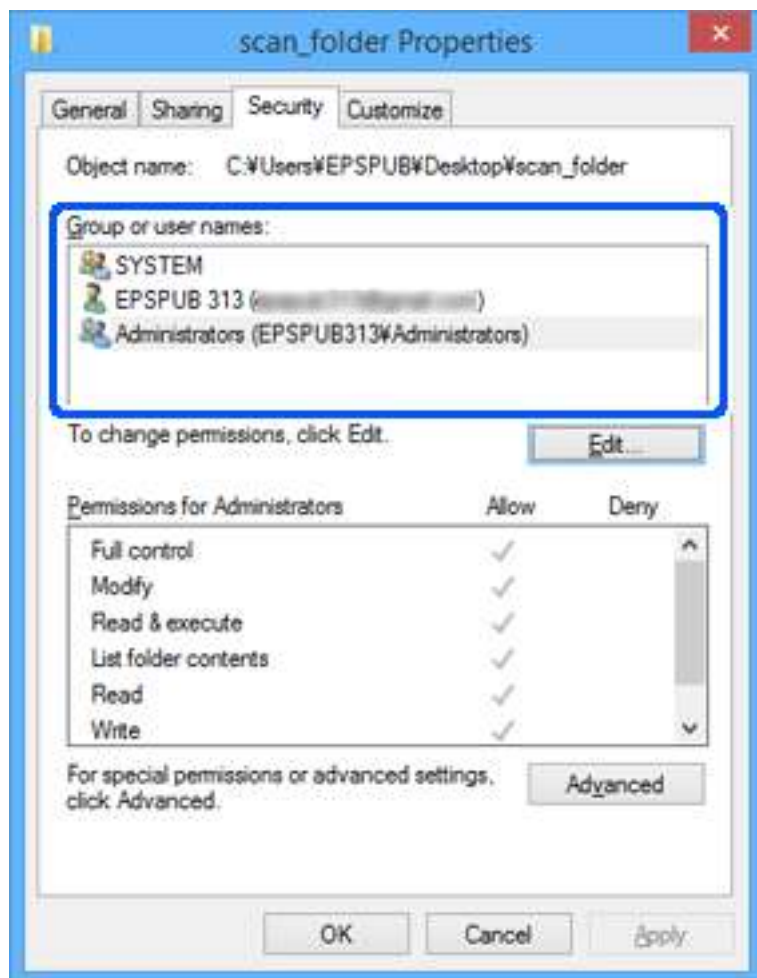 scan_folder Properties
General Sharing Security Customize
Object name: C:¥Users¥EPSPUB¥Desktop¥scan_folder
Group or user names:
SYSTEM
EPSPUB 313 ( )
Administrators (EPSPUB313¥Administrators)
To change permissions, click Edit.
Edit...
Permissions for Administrators Allow Deny
Full control
Modify
Read & execute
List folder contents
Read
Write
For special permissions or advanced settings,
click Advanced.
Advanced
OK Cancel Apply